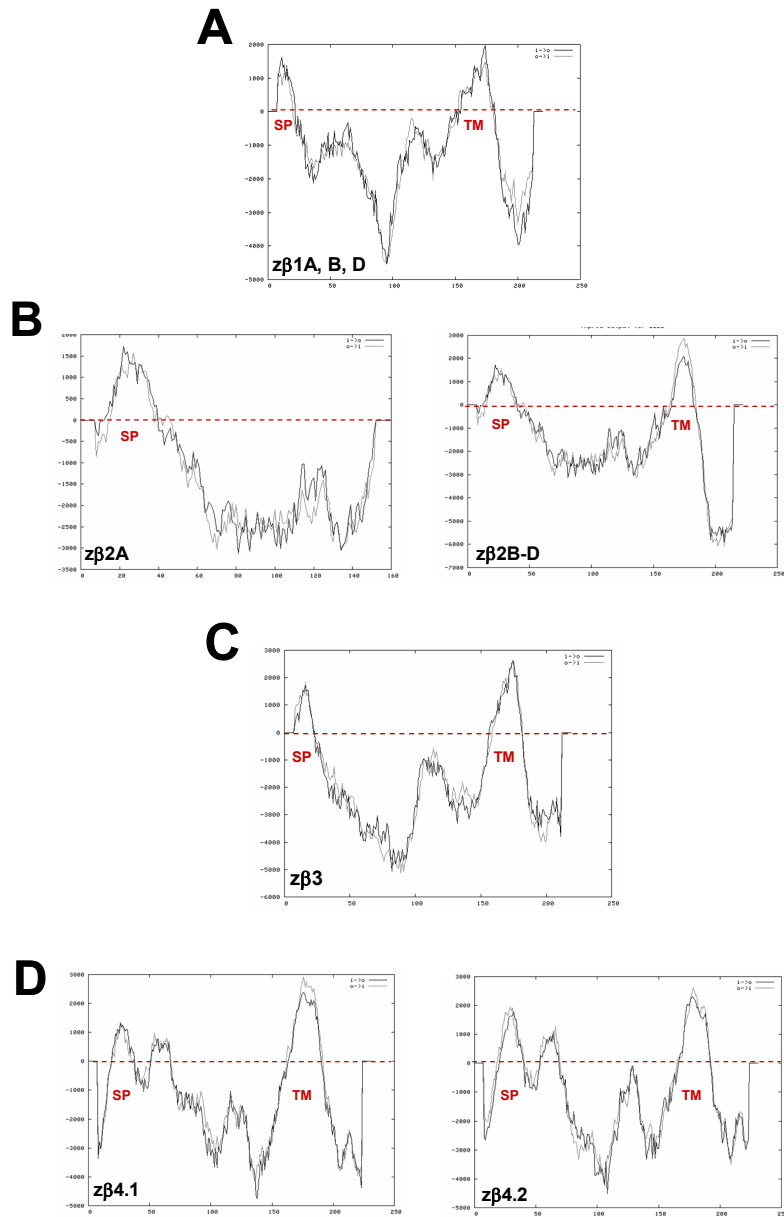 A
2000
1000
0
-1000
-2000
-3000
-4000
-5000
0 50 100 150 200 250
i->o
o->i
SP
TM
zβ1A, B, D
B
2000
1500
1000
500
0
-500
-1000
-1500
-2000
-2500
-3000
-3500
0 20 40 60 80 100 120 140 160
i->o
o->i
SP
zβ2A
3000
2000
1000
0
-1000
-2000
-3000
-4000
-5000
-6000
-7000
0 50 100 150 200 250
i->o
o->i
SP
TM
zβ2B-D
C
3000
2000
1000
0
-1000
-2000
-3000
-4000
-5000
-6000
0 50 100 150 200 250
i->o
o->i
SP
TM
zβ3
D
3000
2000
1000
0
-1000
-2000
-3000
-4000
-5000
0 50 100 150 200 250
i->o
o->i
SP
TM
zβ4.1
3000
2000
1000
0
-1000
-2000
-3000
-4000
-5000
0 50 100 150 200 250
i->o
o->i
SP
TM
zβ4.2